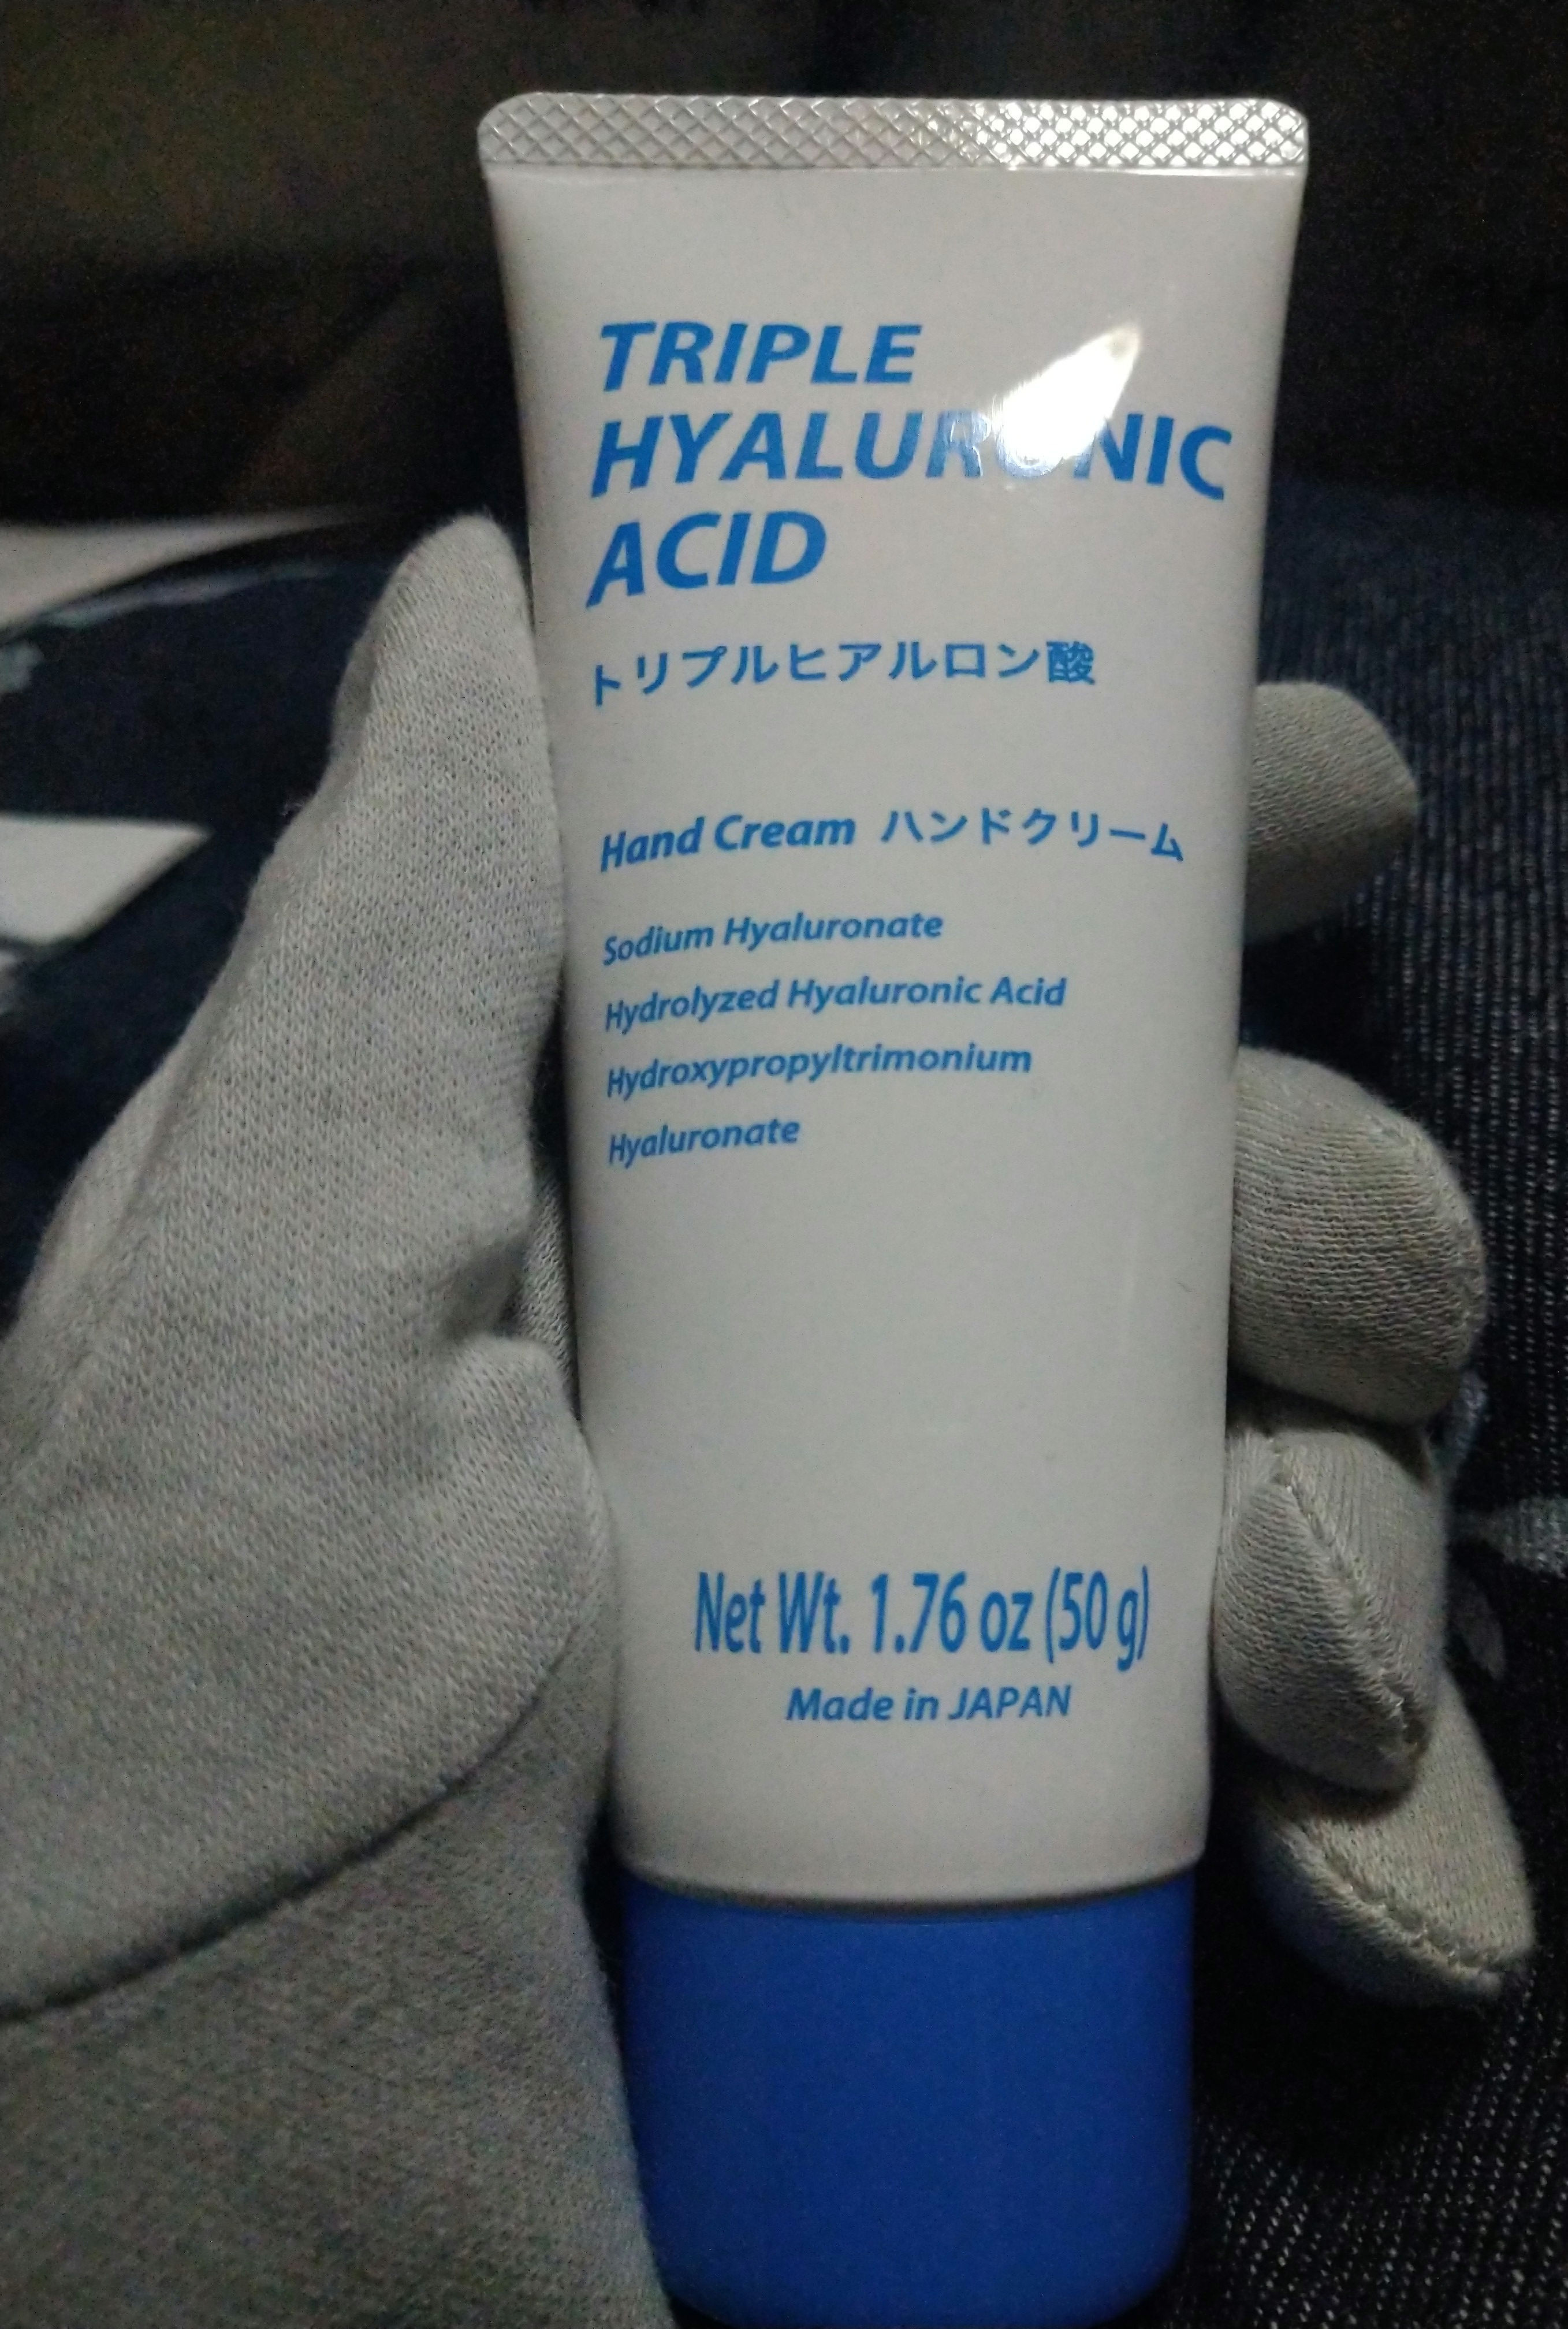 TRIPLE
HYALURONIC
ACID
トリプルヒアルロン酸
Hand Cream ハンドクリーム
Sodium Hyaluronate
Hydrolyzed Hyaluronic Acid
Hydroxypropyltrimonium
Hyaluronate
Net Wt. 1.76 oz (50 g)
Made in JAPAN